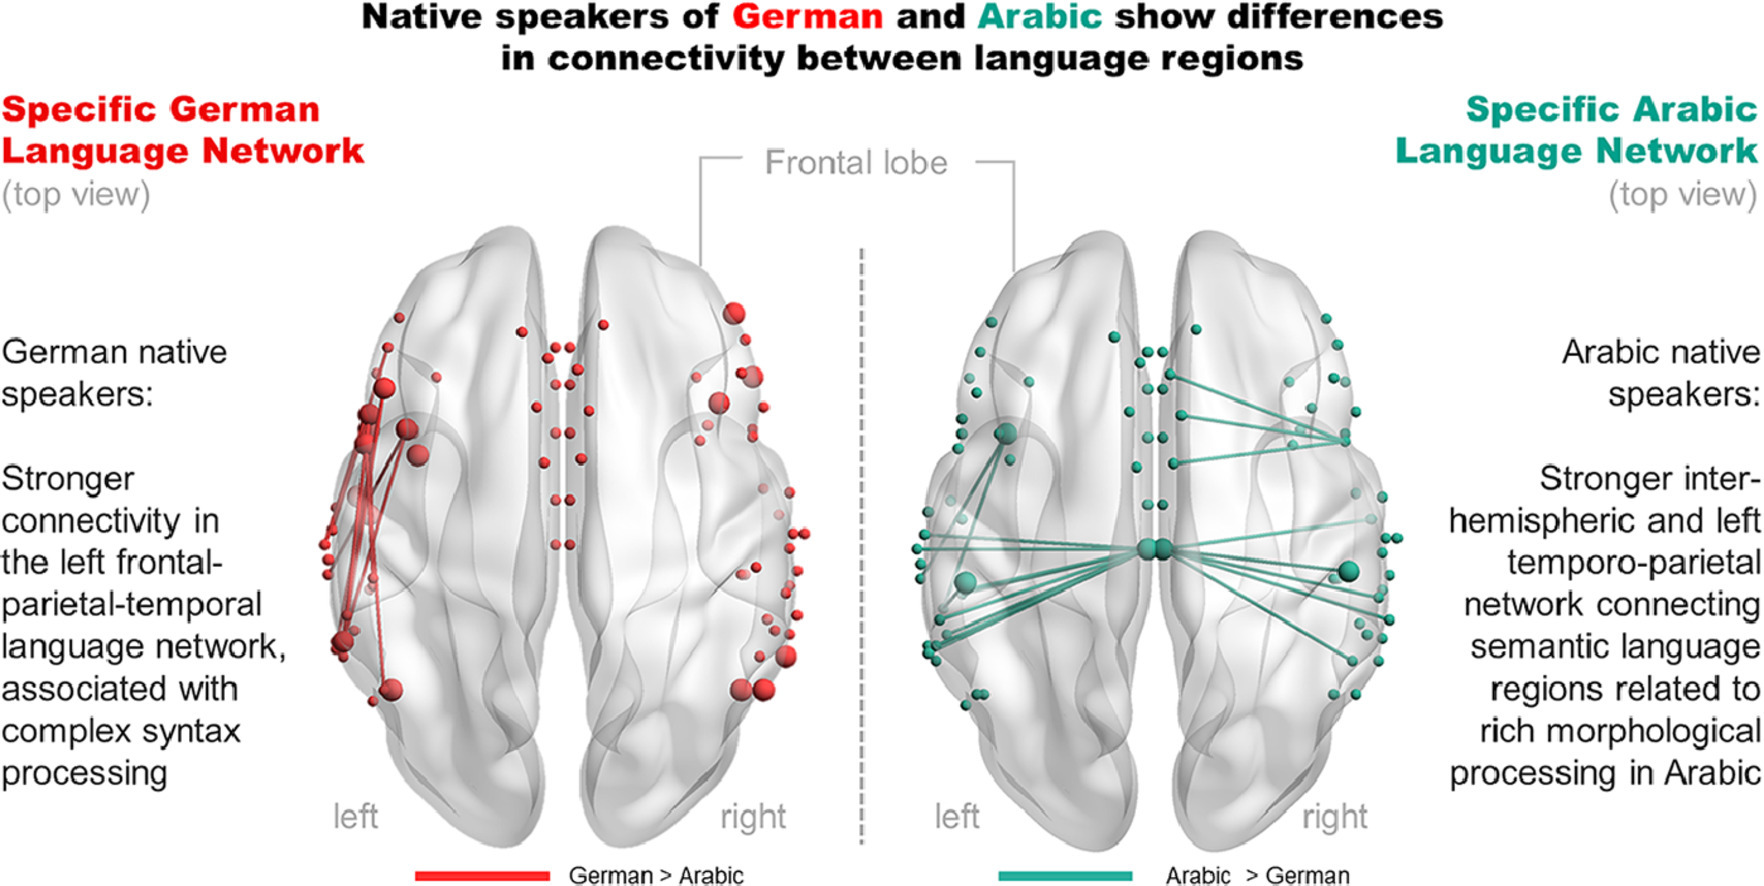 Native speakers of German and Arabic show differences
in connectivity between language regions
Specific German
Language Network
(top view)
Frontal lobe
Specific Arabic
Language Network
(top view)
German native
speakers:
Stronger
connectivity in
the left frontal-
parietal-temporal
language network,
associated with
complex syntax
processing
Arabic native
speakers:
Stronger inter-
hemispheric and left
temporo-parietal
network connecting
semantic language
regions related to
rich morphological
processing in Arabic
left
right
left
right
German > Arabic
Arabic > German